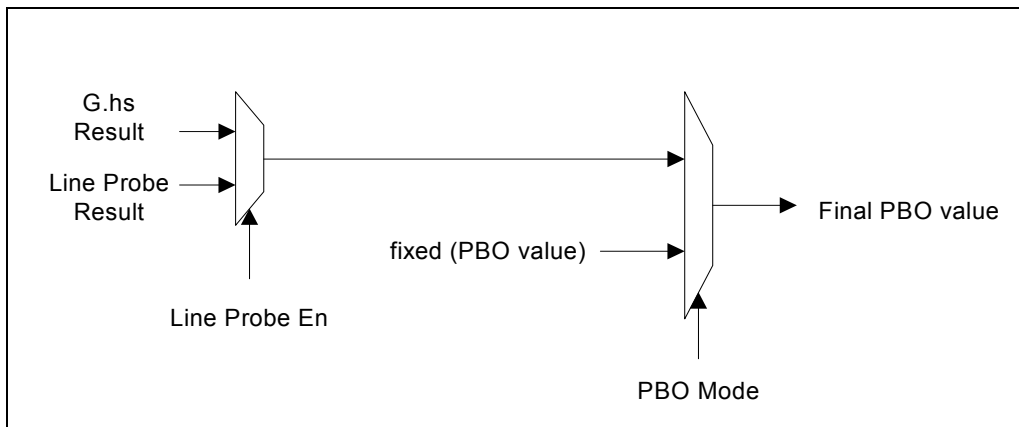 G.hs
Result
Line Probe
Result
fixed (PBO value)
Final PBO value
Line Probe En
PBO Mode